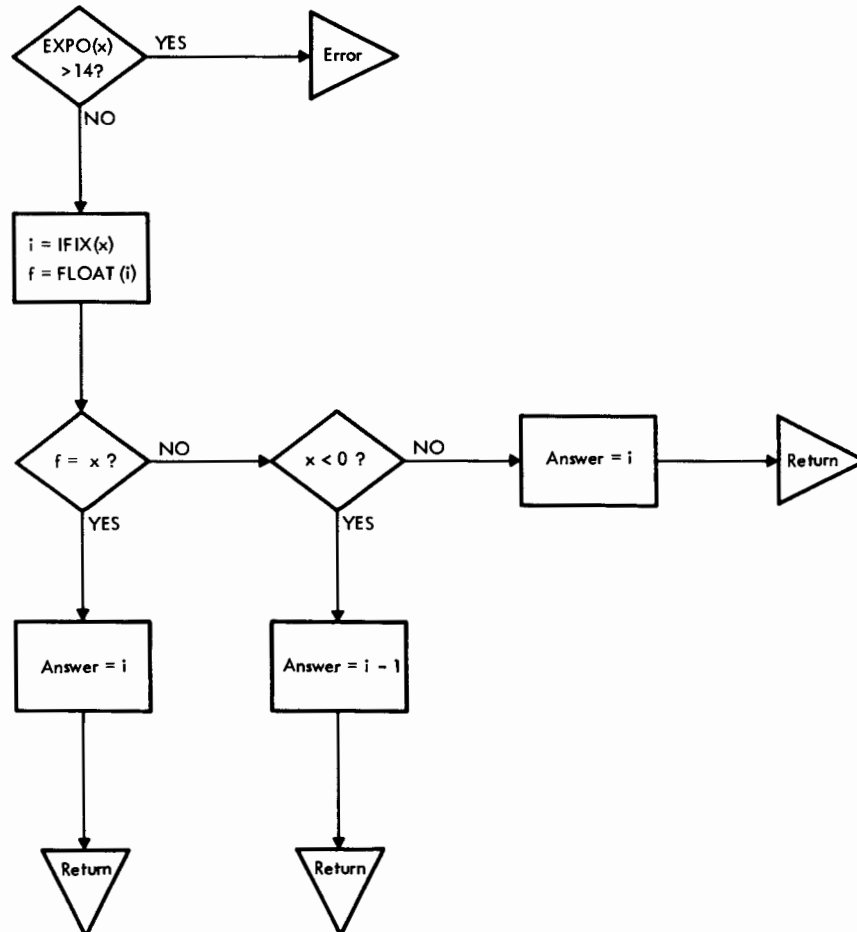 EXPO(x)
>14?
YES
Error
NO
i = IFIX(x)
f = FLOAT(i)
f = x ?
NO
x < 0 ?
NO
Answer = i
Return
YES
YES
Answer = i
Answer = i - 1
Return
Return